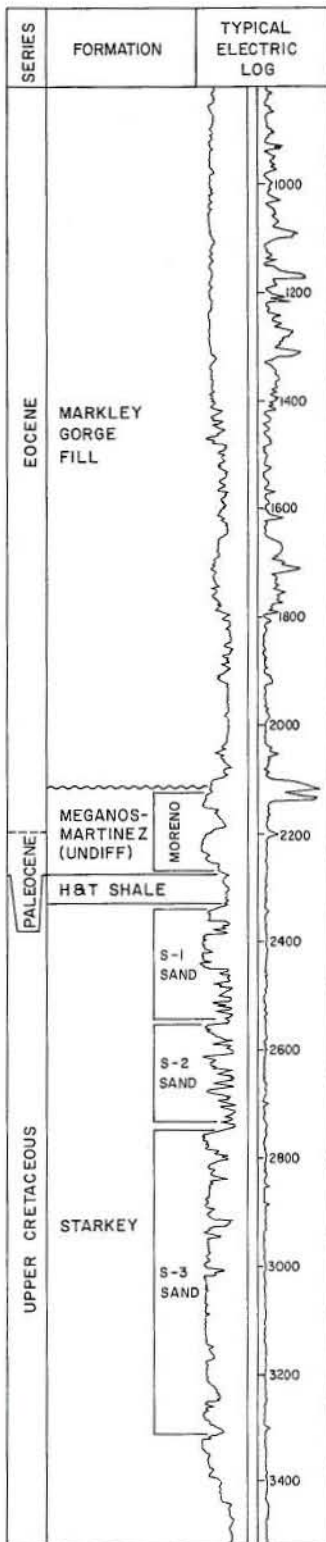 SERIES
FORMATION
TYPICAL
ELECTRIC
LOG
EOCENE
MARKLEY
GORGE
FILL
1000
1200
1400
1600
1800
2000
2200
2400
2600
2800
3000
3200
3400
PALEOCENE
MEGANOS-
MARTINEZ
(UNDIFF)
MORENO
H&T SHALE
UPPER CRETACEOUS
STARKEY
S-1
SAND
S-2
SAND
S-3
SAND